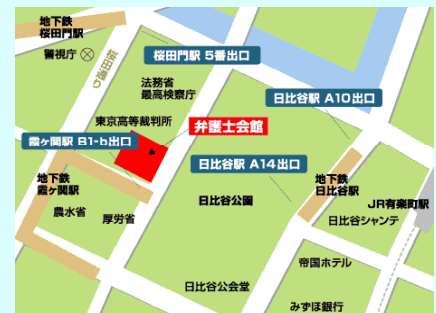 地下鉄
桜田門駅
警視庁
桜田通り
桜田門駅 5番出口
法務省
最高検察庁
日比谷駅 A10出口
東京高等裁判所
弁護士会館
霞ヶ関駅 B1-b出口
日比谷駅 A14出口
地下鉄
霞ヶ関駅
地下鉄
日比谷駅
農水省
厚労省
日比谷公園
JR有楽町駅
日比谷シャンテ
帝国ホテル
日比谷公会堂
みずほ銀行